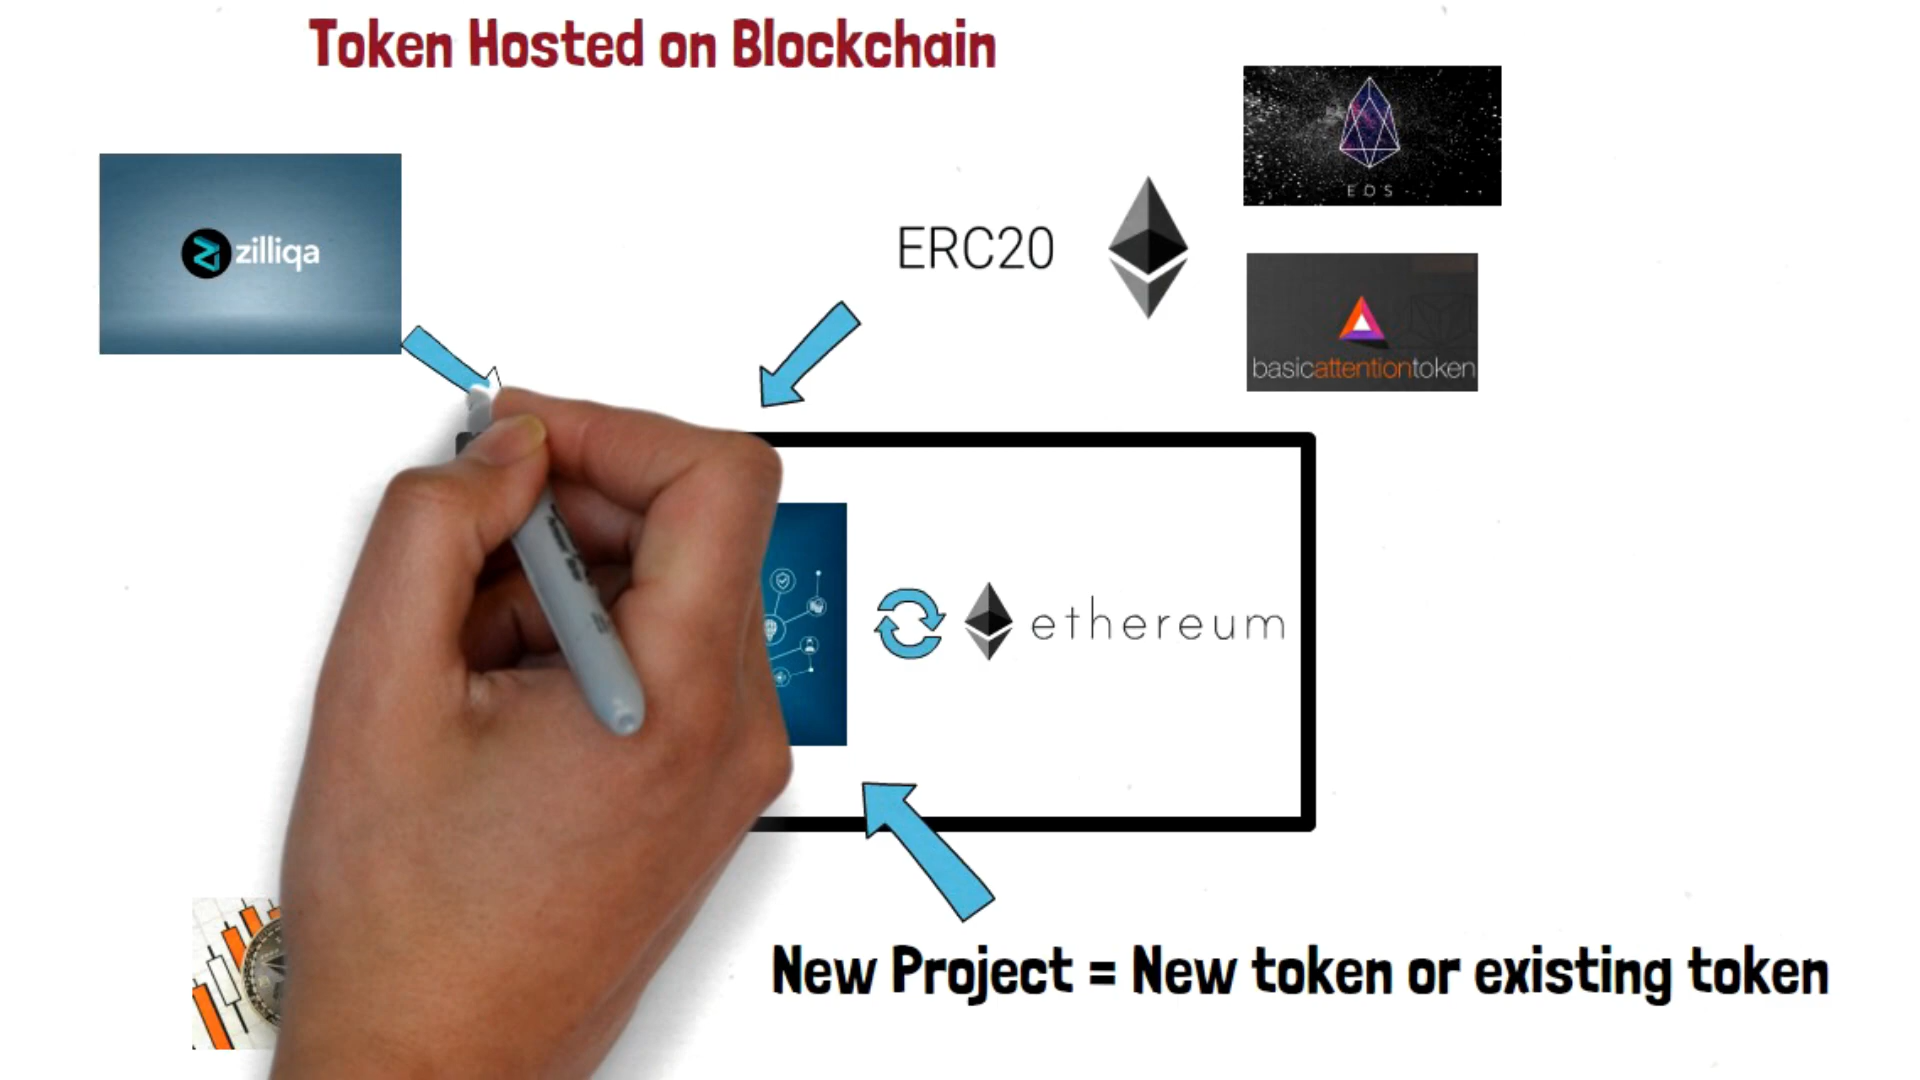 Token Hosted on Blockchain
EOS
zilliqa
ERC20
basicattentiontoken
ethereum
New Project = New token or existing token